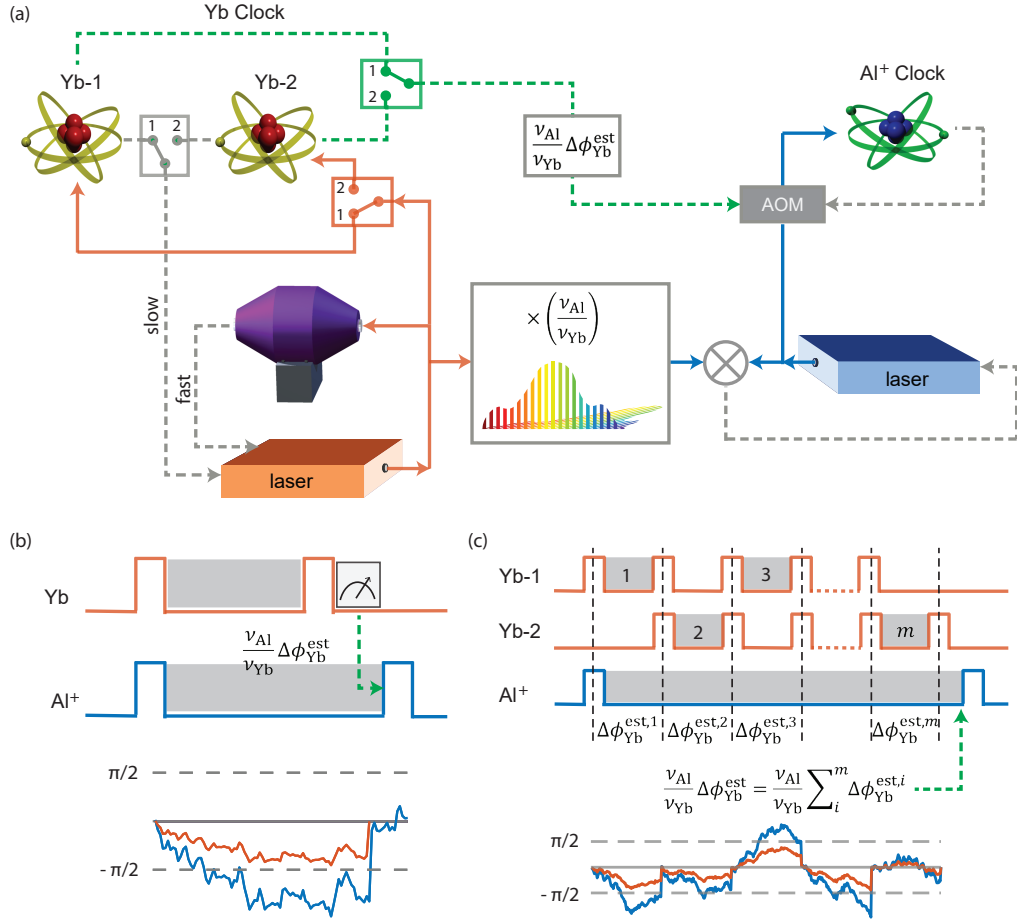 (a)
Yb Clock
Yb-1
Yb-2
Al⁺ Clock
1
2
1
2
2
1
ν_Al/ν_Yb Δϕ_Yb^est
AOM
slow
fast
× (ν_Al/ν_Yb)
laser
laser
(b)
Yb
ν_Al/ν_Yb Δϕ_Yb^est
Al⁺
π/2
- π/2
(c)
Yb-1
1
3
Yb-2
2
m
Al⁺
Δϕ_Yb^est,1
Δϕ_Yb^est,2
Δϕ_Yb^est,3
Δϕ_Yb^est,m
ν_Al/ν_Yb Δϕ_Yb^est = ν_Al/ν_Yb ∑_i^m Δϕ_Yb^est,i
π/2
-π/2